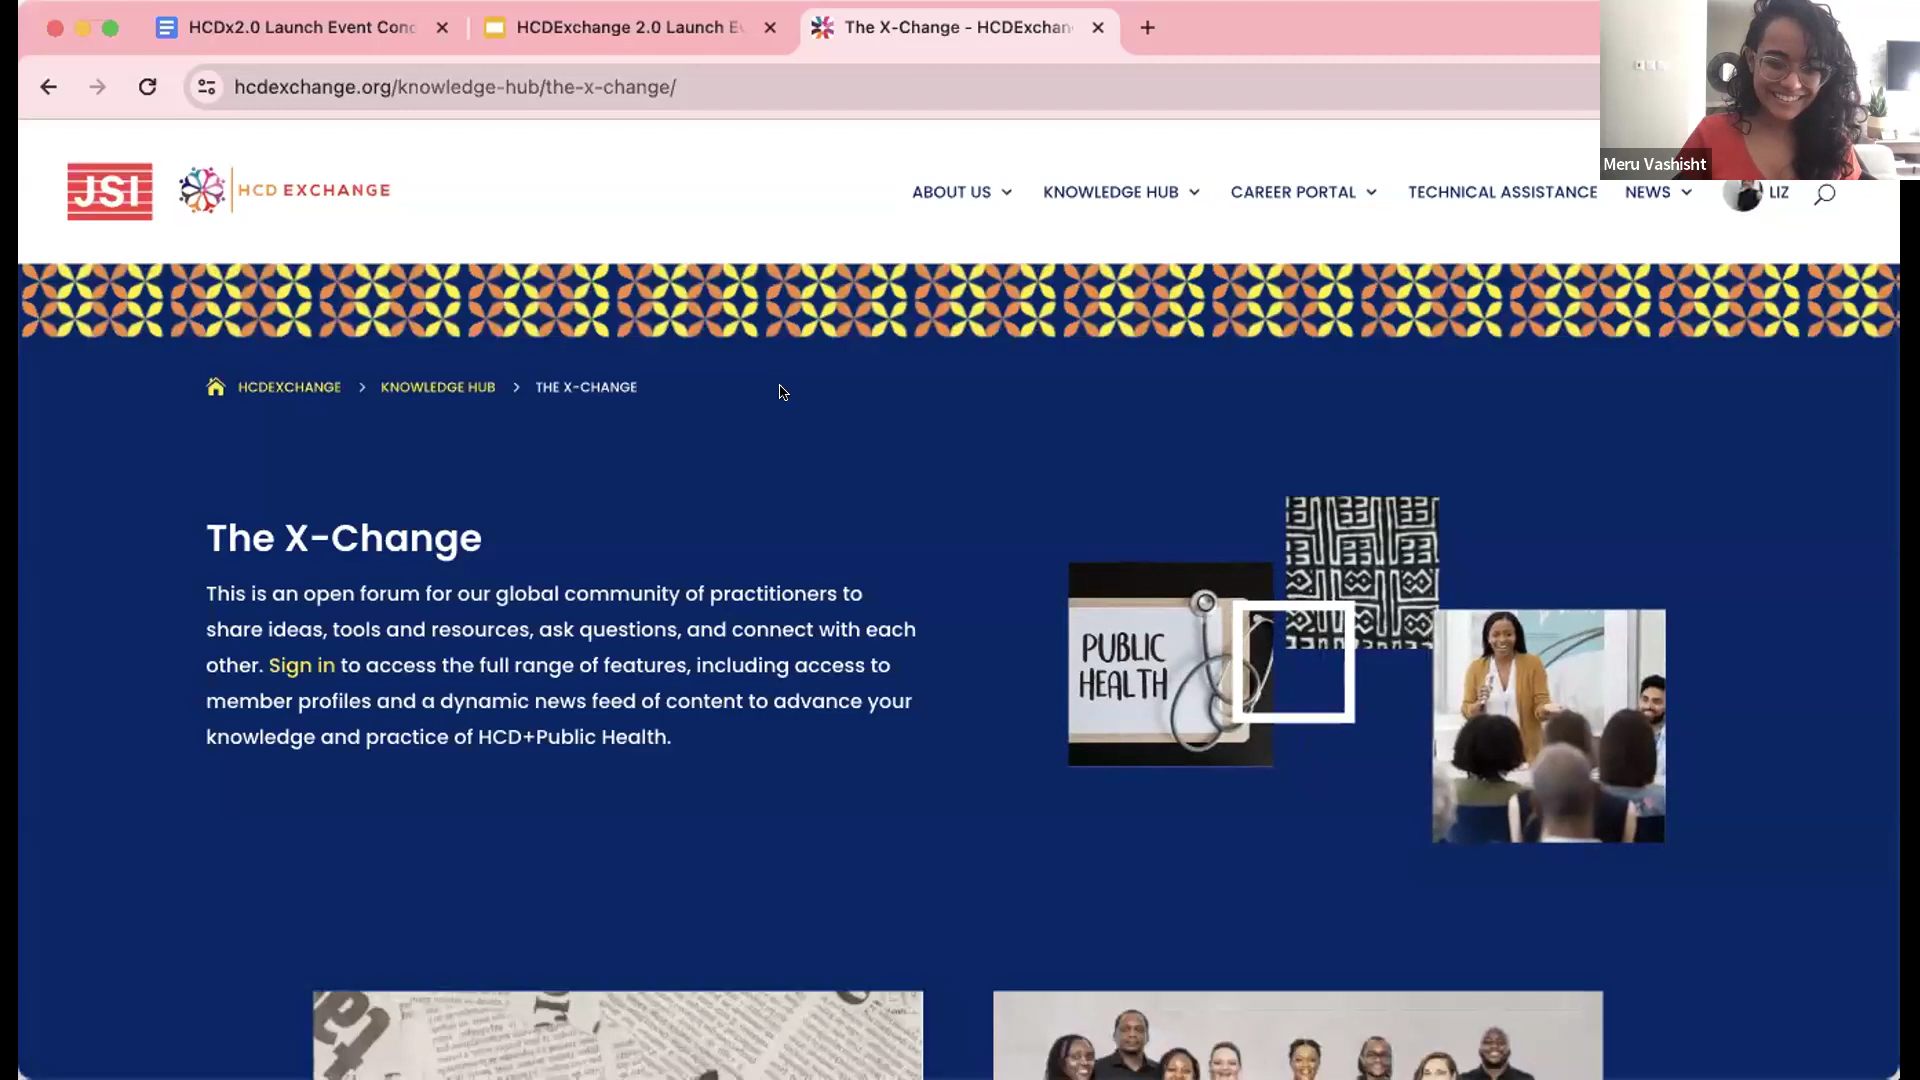 HCDx2.0 Launch Event Conc
HCDExchange 2.0 Launch E
The X-Change - HCDExchan
hcdexchange.org/knowledge-hub/the-x-change/
Meru Vashisht
JSI
HCD EXCHANGE
ABOUT US
KNOWLEDGE HUB
CAREER PORTAL
TECHNICAL ASSISTANCE
NEWS
LIZ
HCDEXCHANGE
KNOWLEDGE HUB
THE X-CHANGE
The X-Change
This is an open forum for our global community of practitioners to
share ideas, tools and resources, ask questions, and connect with each
other. Sign in to access the full range of features, including access to
member profiles and a dynamic news feed of content to advance your
knowledge and practice of HCD+Public Health.
PUBLIC
HEALTH